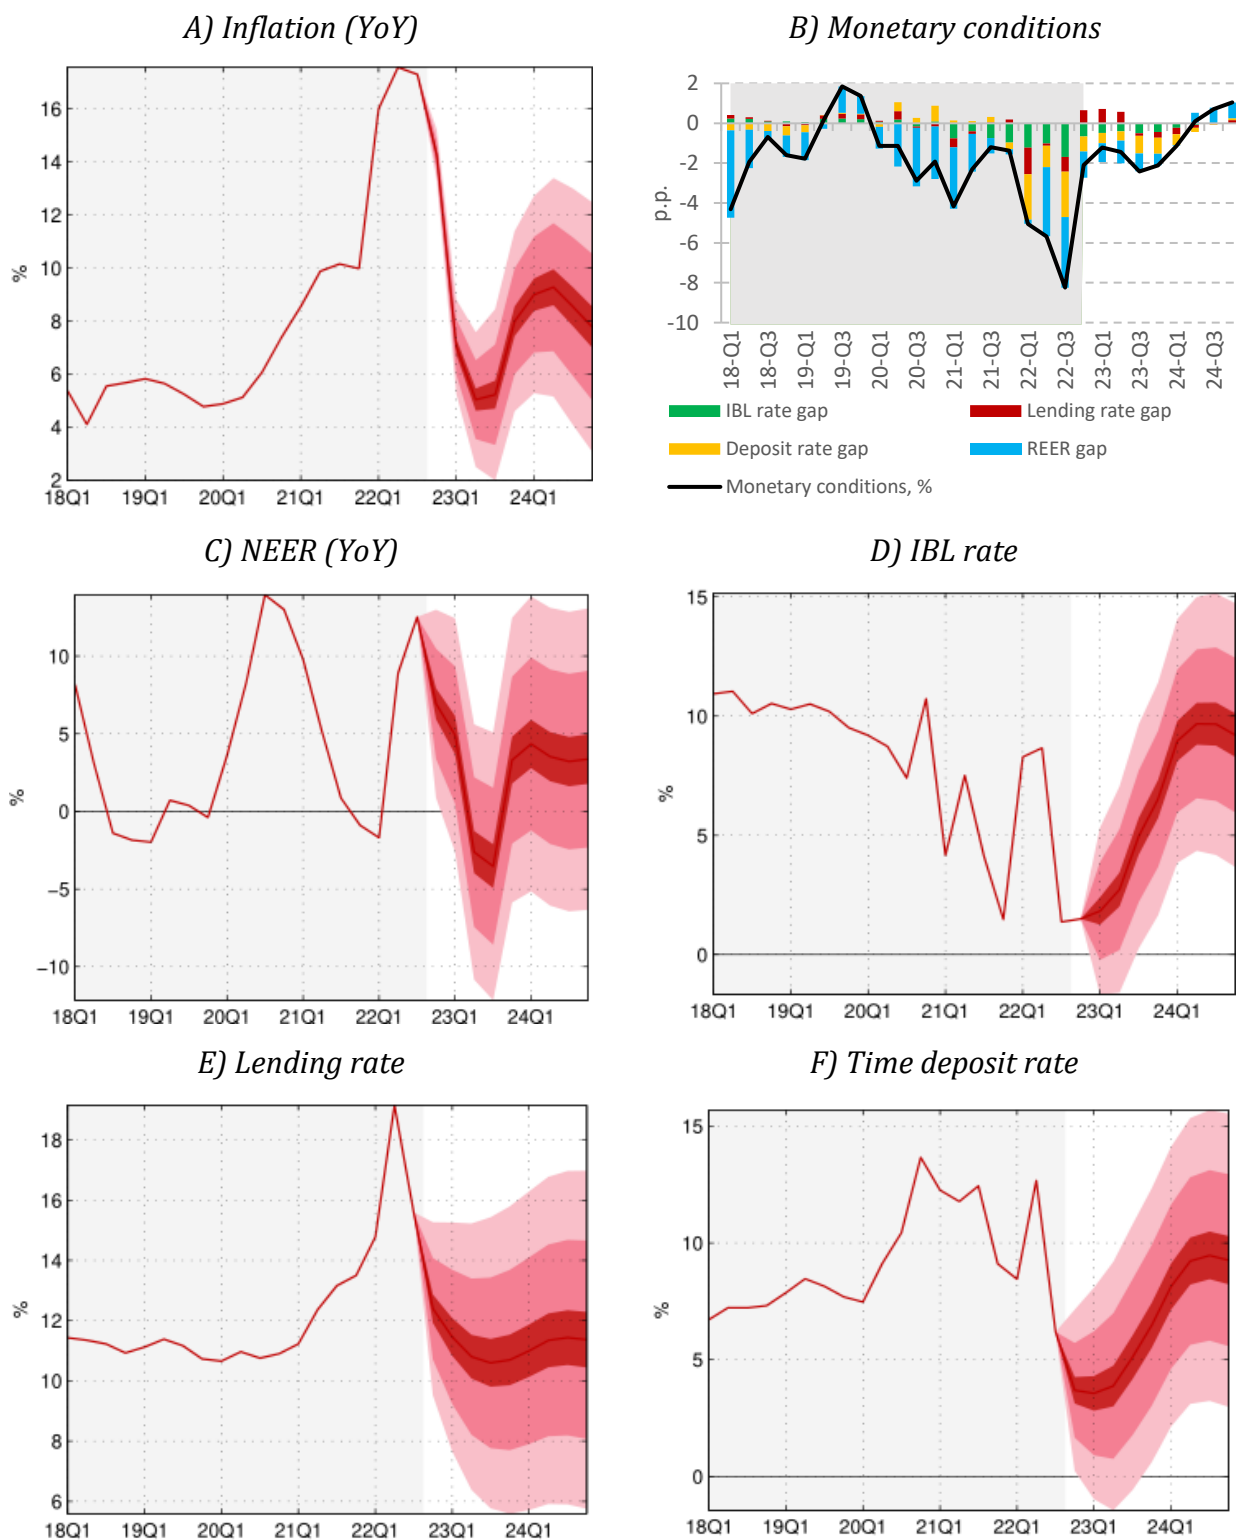 A) Inflation (YoY)
16
14
12
10
8
6
4
2
%
18Q1 19Q1 20Q1 21Q1 22Q1 23Q1 24Q1
B) Monetary conditions
2
0
-2
-4
-6
-8
-10
p.p.
18-Q1
18-Q3
19-Q1
19-Q3
20-Q1
20-Q3
21-Q1
21-Q3
22-Q1
22-Q3
23-Q1
23-Q3
24-Q1
24-Q3
IBL rate gap
Lending rate gap
Deposit rate gap
REER gap
Monetary conditions, %
C) NEER (YoY)
10
5
0
−5
−10
%
18Q1 19Q1 20Q1 21Q1 22Q1 23Q1 24Q1
D) IBL rate
15
10
5
0
%
18Q1 19Q1 20Q1 21Q1 22Q1 23Q1 24Q1
E) Lending rate
18
16
14
12
10
8
6
%
18Q1 19Q1 20Q1 21Q1 22Q1 23Q1 24Q1
F) Time deposit rate
15
10
5
0
%
18Q1 19Q1 20Q1 21Q1 22Q1 23Q1 24Q1